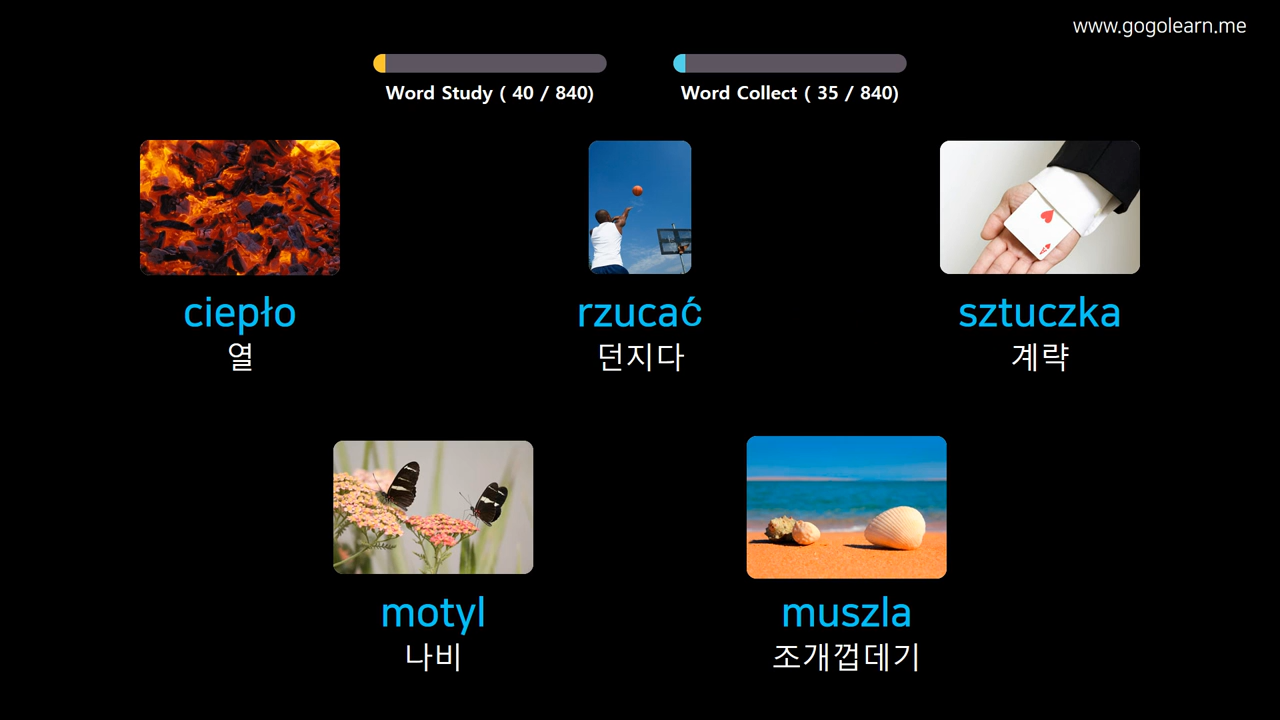 www.gogolearn.me
Word Study ( 40 / 840)
Word Collect ( 35 / 840)
ciepło
열
rzucać
던지다
sztuczka
계략
motyl
나비
muszla
조개껍데기